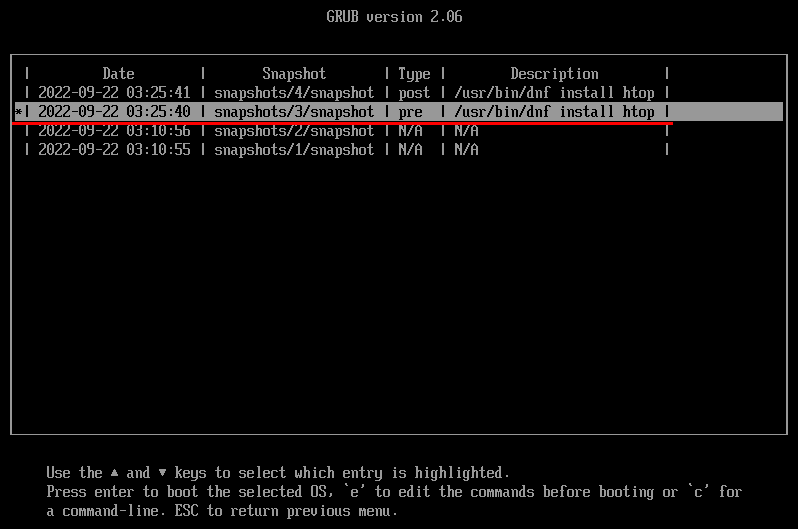 GRUB version 2.06
| Date | Snapshot | Type | Description |
| 2022-09-22 03:25:41 | snapshots/4/snapshot | post | /usr/bin/dnf install htop |
*| 2022-09-22 03:25:40 | snapshots/3/snapshot | pre | /usr/bin/dnf install htop |
| 2022-09-22 03:10:56 | snapshots/2/snapshot | N/A | N/A |
| 2022-09-22 03:10:55 | snapshots/1/snapshot | N/A | N/A |
Use the ▲ and ▼ keys to select which entry is highlighted.
Press enter to boot the selected OS, `e' to edit the commands before booting or `c' for
a command-line. ESC to return previous menu.